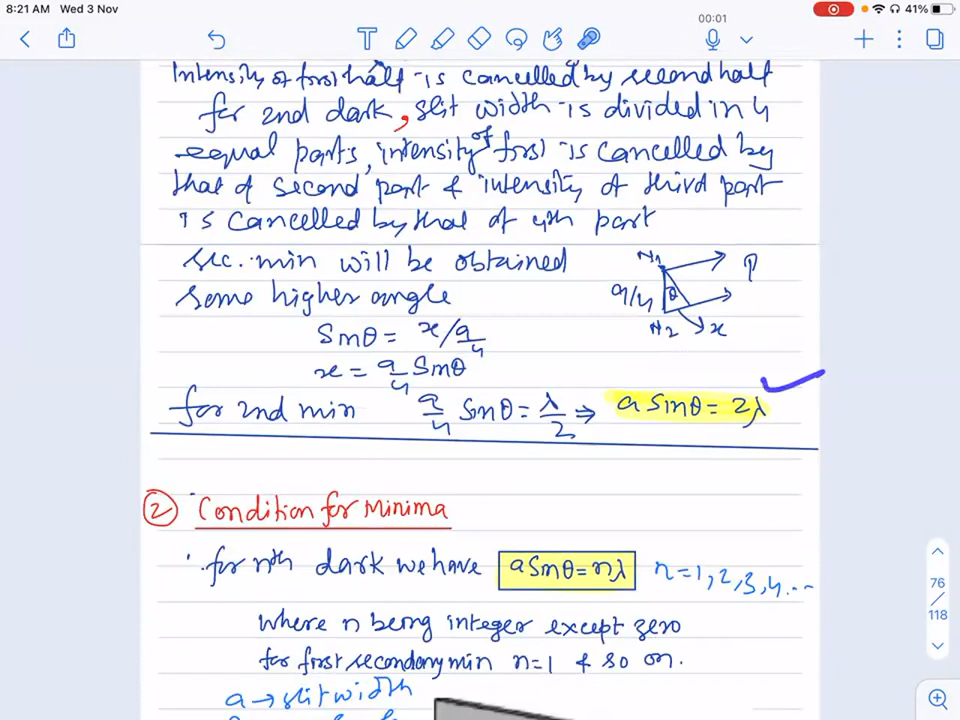 8:21 AM Wed 3 Nov
41%
00:01
Intensity of first half is cancelled by second half
for 2nd dark, slit width is divided in 4
equal parts, intensity of first is cancelled by
that of second part & intensity of third part
is cancelled by that of 4th part
sec. min will be obtained
some higher angle
N1 P
a/4 θ
N2 x
Sinθ = x/a/4
x = a/4 Sinθ
for 2nd min a/4 Sinθ = λ/2 ⇒ a Sinθ = 2λ
② Condition for Minima
for nth dark we have a Sinθ = nλ n=1,2,3,4...
where n being integer except zero
for first secondary min n=1 & so on.
a → slit width
76
/
118